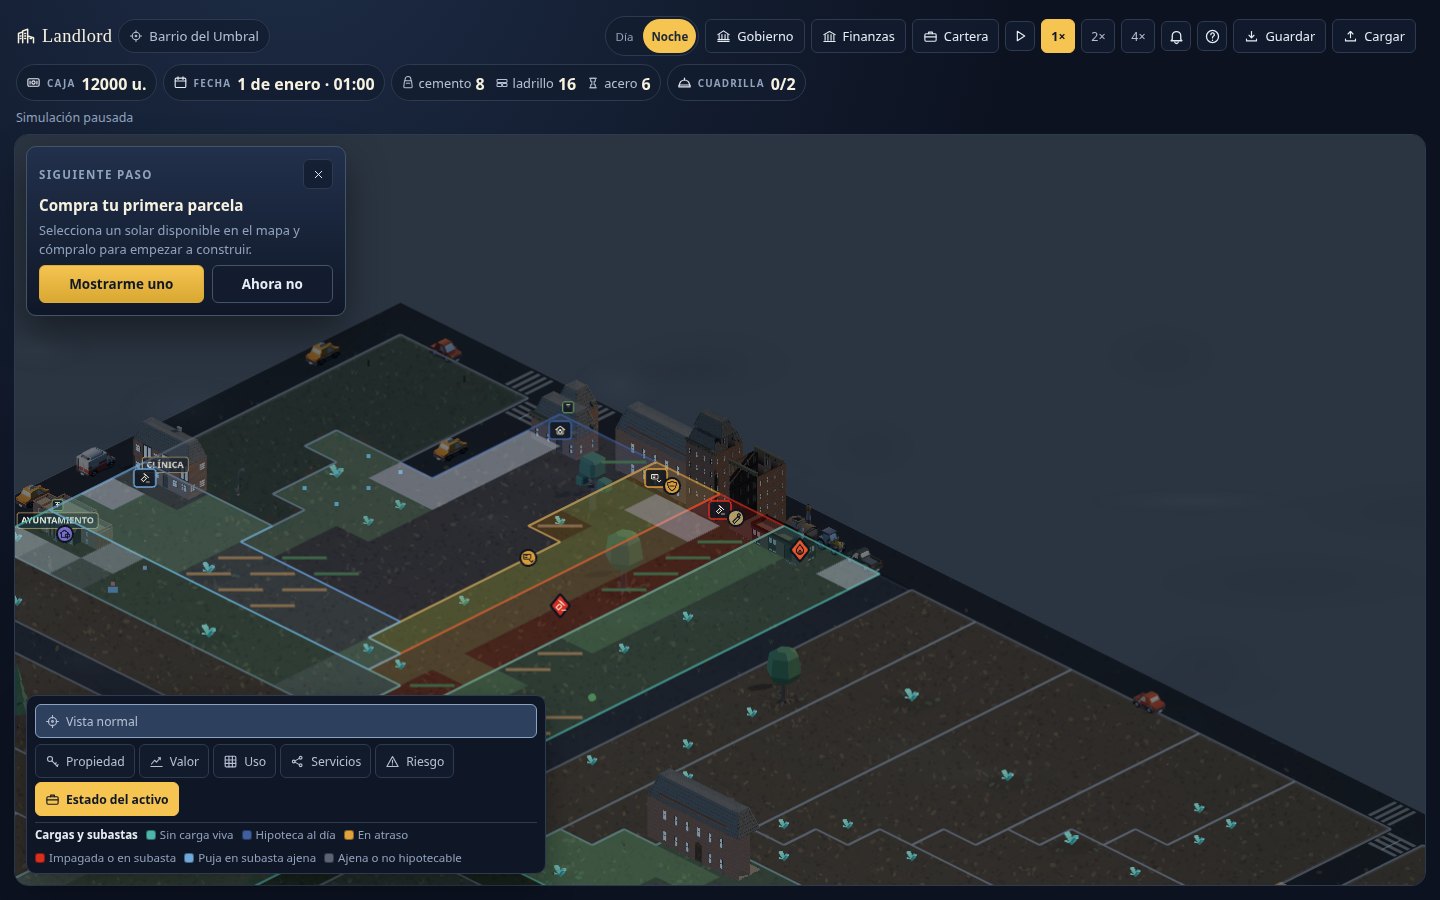 Landlord
Barrio del Umbral
Día
Noche
Gobierno
Finanzas
Cartera
1×
2×
4×
Guardar
Cargar
CAJA 12000 u.
FECHA 1 de enero · 01:00
cemento 8 ladrillo 16 acero 6
CUADRILLA 0/2
Simulación pausada
SIGUIENTE PASO
Compra tu primera parcela
Selecciona un solar disponible en el mapa y
cómpralo para empezar a construir.
Mostrarme uno
Ahora no
CLÍNICA
AYUNTAMIENTO
Vista normal
Propiedad
Valor
Uso
Servicios
Riesgo
Estado del activo
Cargas y subastas Sin carga viva Hipoteca al día En atraso
Impagada o en subasta Puja en subasta ajena Ajena o no hipotecable